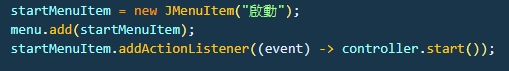 startMenuItem = new JMenuItem("啟動");
menu.add(startMenuItem);
startMenuItem.addActionListener((event) -> controller.start());